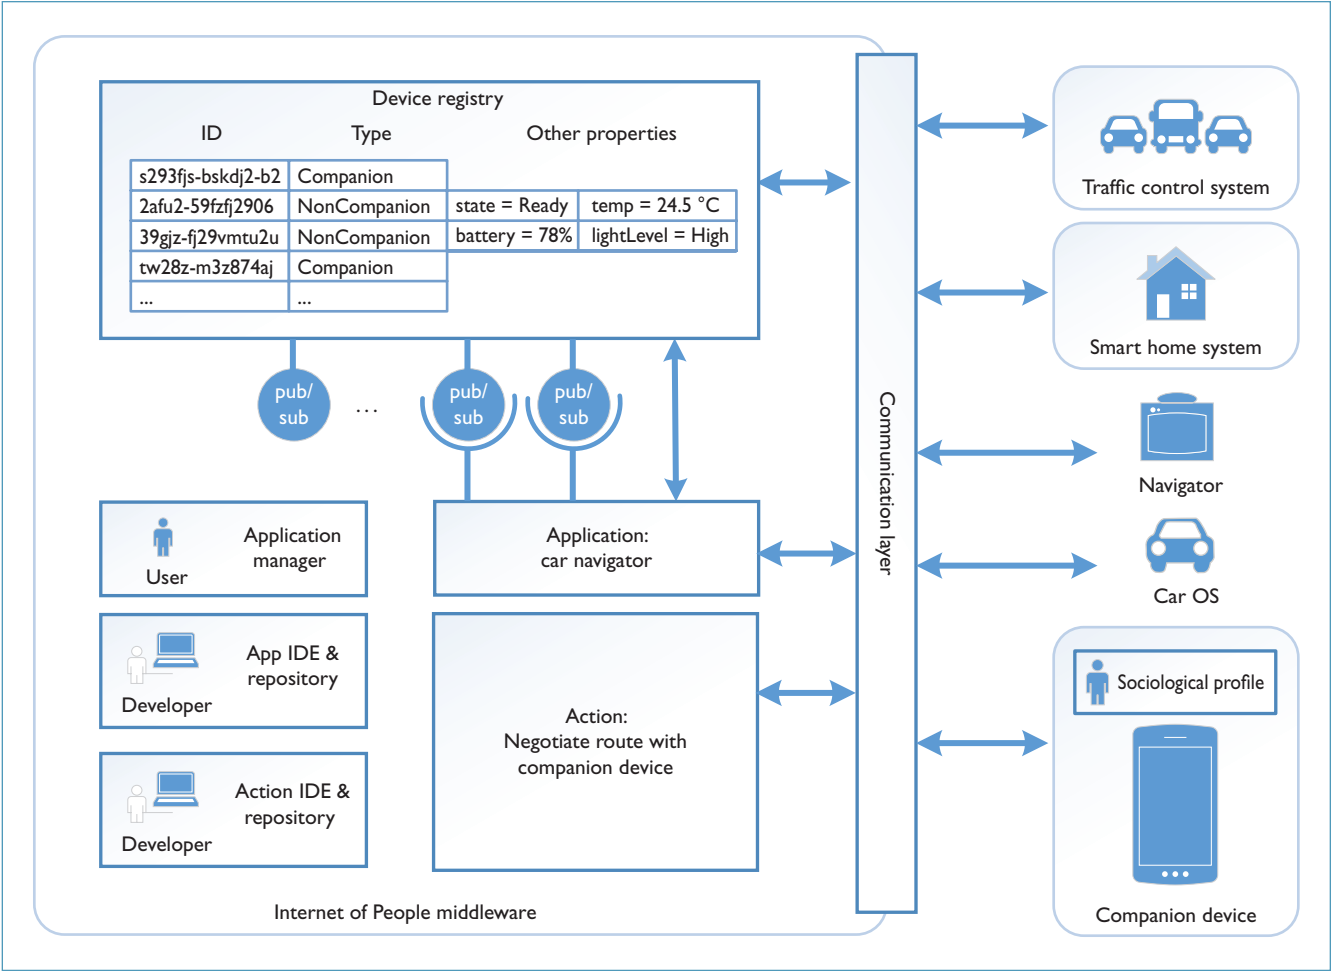 Device registry
ID Type Other properties
s293fjs-bskdj2-b2 Companion
2afu2-59fzfj2906 NonCompanion state = Ready temp = 24.5 °C
39gjz-fj29vmtu2u NonCompanion battery = 78% lightLevel = High
tw28z-m3z874aj Companion
... ...
pub/
sub
...
pub/
sub
pub/
sub
User
Application
manager
Developer
App IDE &
repository
Developer
Action IDE &
repository
Application:
car navigator
Action:
Negotiate route with
companion device
Internet of People middleware
Communication layer
Traffic control system
Smart home system
Navigator
Car OS
Sociological profile
Companion device